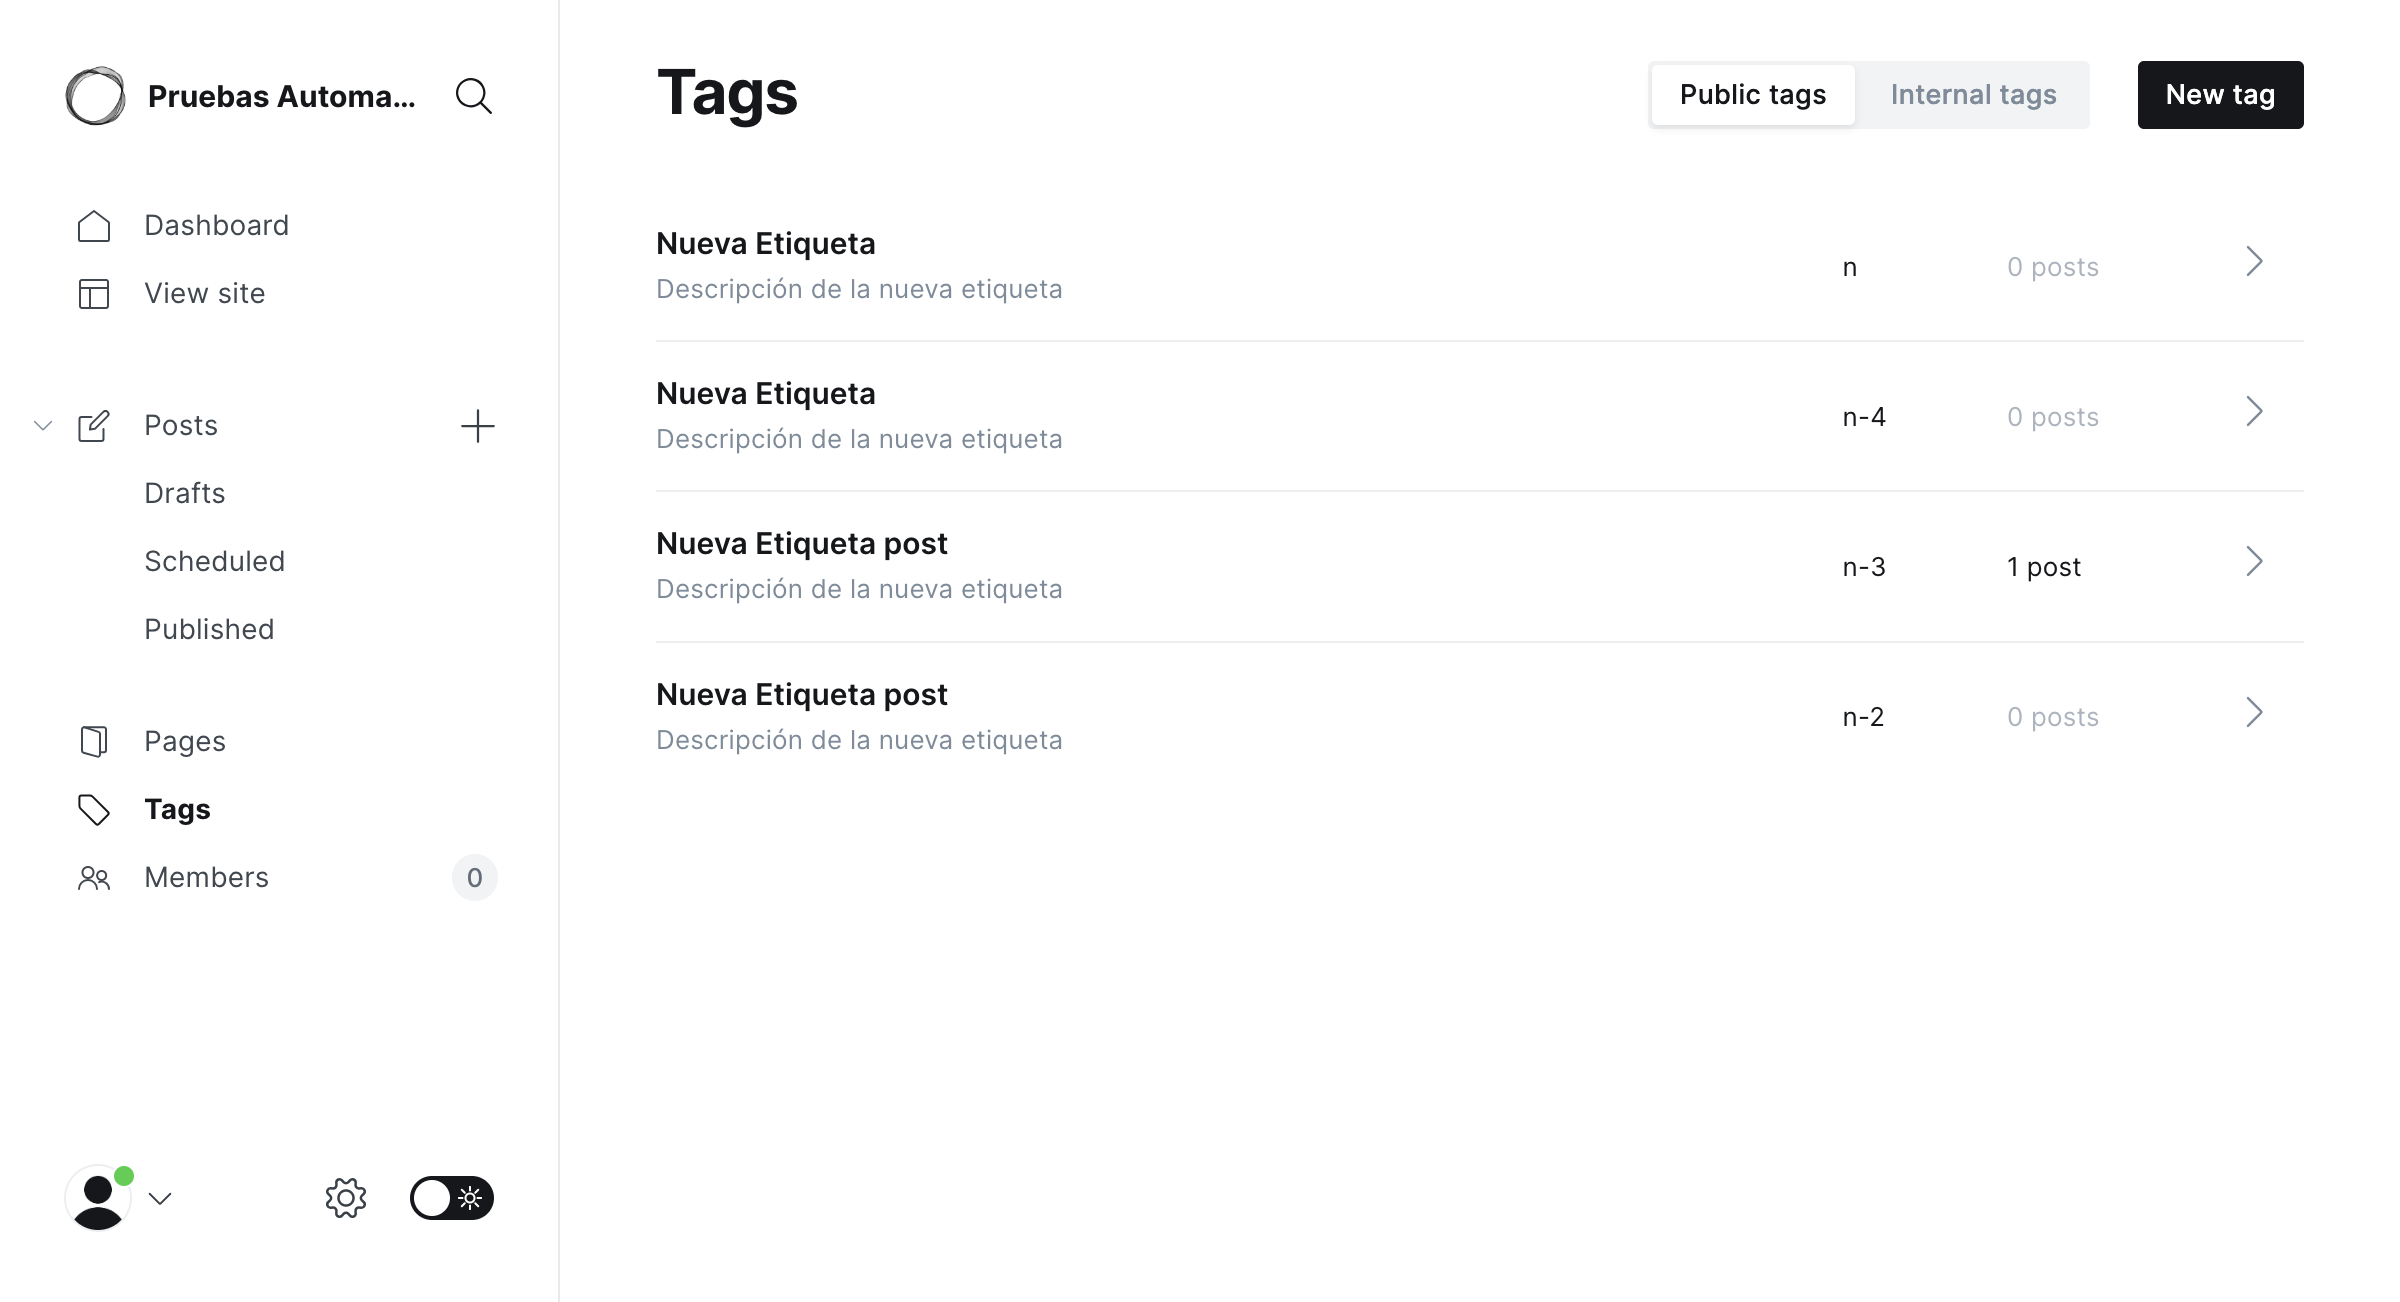 Pruebas Automa...
Dashboard
View site
Posts
Drafts
Scheduled
Published
Pages
Tags
Members 0
Tags
Public tags Internal tags New tag
Nueva Etiqueta
Descripción de la nueva etiqueta
n 0 posts
Nueva Etiqueta
Descripción de la nueva etiqueta
n-4 0 posts
Nueva Etiqueta post
Descripción de la nueva etiqueta
n-3 1 post
Nueva Etiqueta post
Descripción de la nueva etiqueta
n-2 0 posts